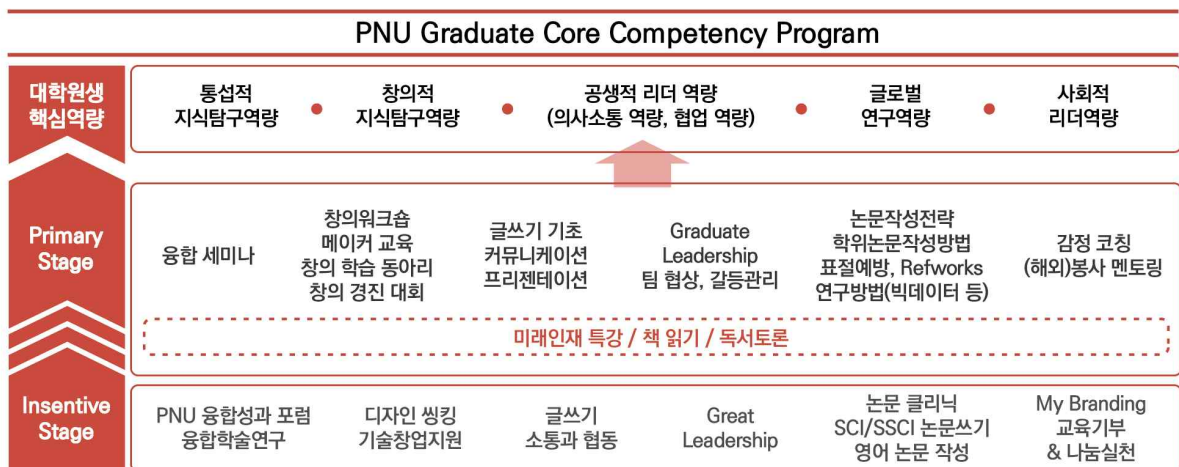 PNU Graduate Core Competency Program
대학원생
핵심역량
통섭적
지식탐구역량
창의적
지식탐구역량
공생적 리더 역량
(의사소통 역량, 협업 역량)
글로벌
연구역량
사회적
리더역량
Primary
Stage
융합 세미나
창의워크숍
메이커 교육
창의 학습 동아리
창의 경진 대회
글쓰기 기초
커뮤니케이션
프리젠테이션
Graduate
Leadership
팀 협상, 갈등관리
논문작성전략
학위논문작성방법
표절예방, Refworks
연구방법(빅데이터 등)
감정 코칭
(해외)봉사 멘토링
미래인재 특강 / 책 읽기 / 독서토론
Insentive
Stage
PNU 융합성과 포럼
융합학술연구
디자인 씽킹
기술창업지원
글쓰기
소통과 협동
Great
Leadership
논문 클리닉
SCI/SSCI 논문쓰기
영어 논문 작성
My Branding
교육기부
& 나눔실천